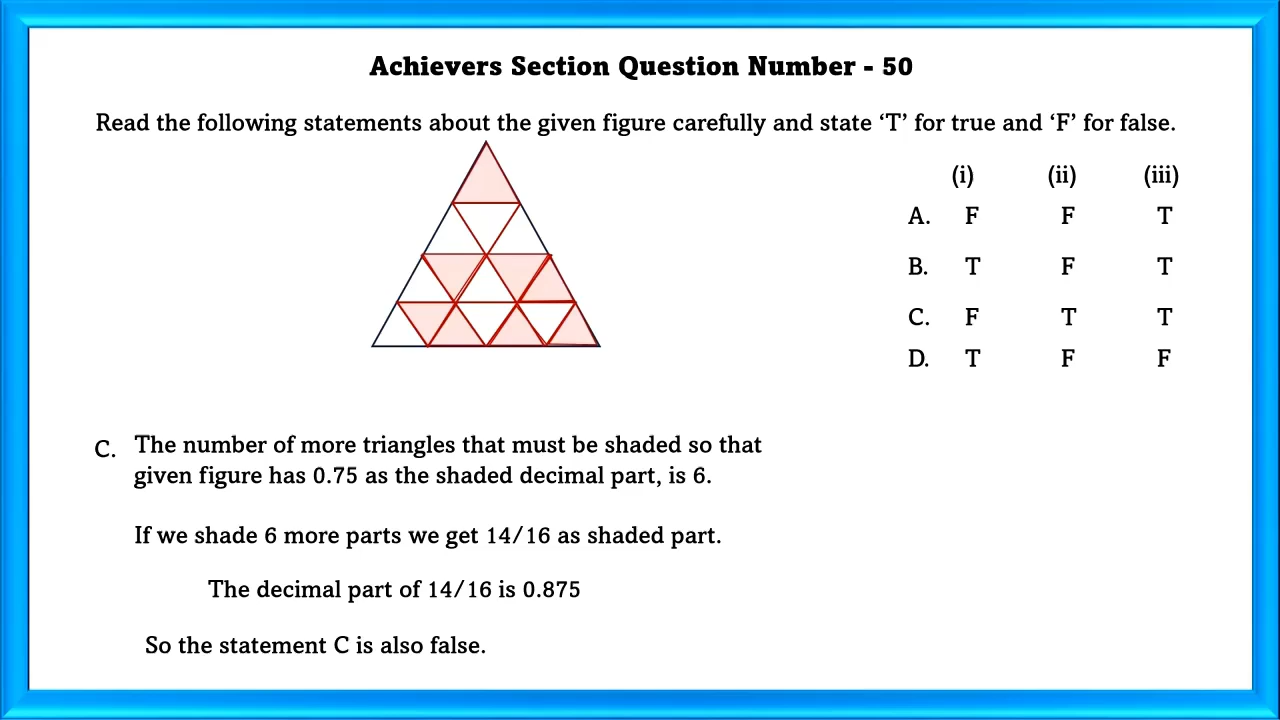 Achievers Section Question Number - 50
Read the following statements about the given figure carefully and state ‘T’ for true and ‘F’ for false.
(i) (ii) (iii)
A. F F T
B. T F T
C. F T T
D. T F F
C. The number of more triangles that must be shaded so that
given figure has 0.75 as the shaded decimal part, is 6.
If we shade 6 more parts we get 14/16 as shaded part.
The decimal part of 14/16 is 0.875
So the statement C is also false.